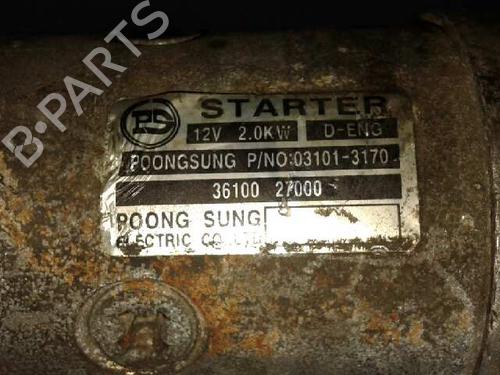 PS STARTER
12V 2.0KW D-ENG
POONGSUNG P/NO:03101-3170
36100 27000
POONG SUNG
ELECTRIC CO.,LTD
B-PARTS